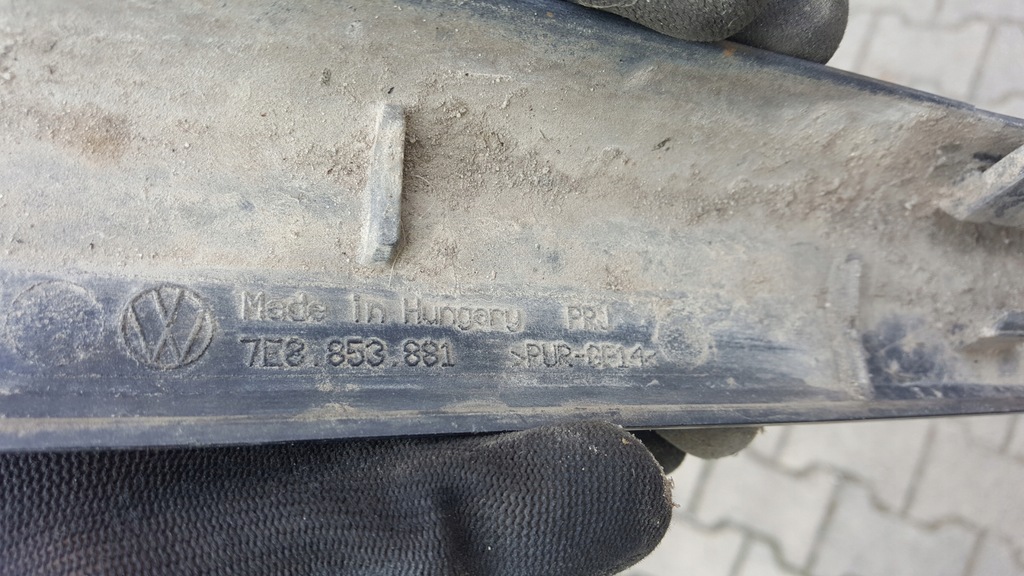 Made in Hungary PRJ
7E8.853.881 >PUR-GF14<